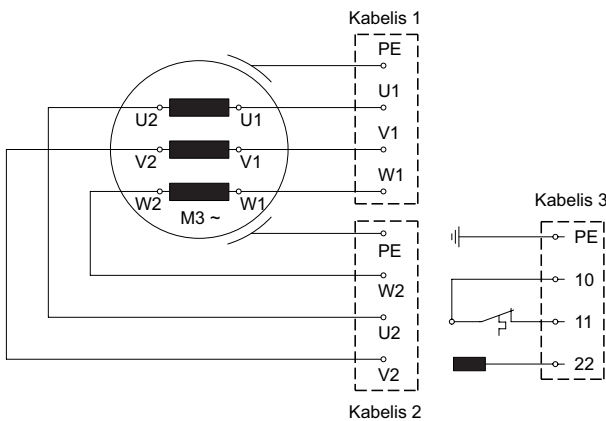 Kabelis 1
PE
U1
V1
W1
U2 U1
V2 V1
W2 W1
M3 ~
PE
W2
U2
V2
Kabelis 2
Kabelis 3
PE
10
11
22